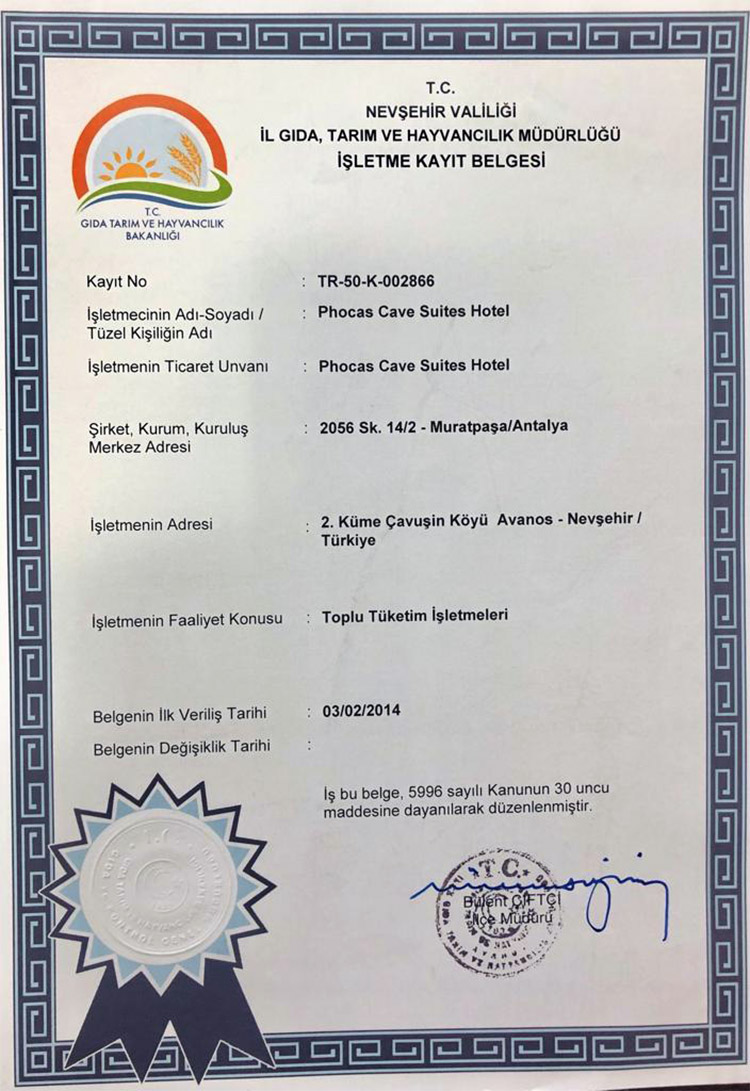 T.C.
NEVŞEHİR VALİLİĞİ
İL GIDA, TARIM VE HAYVANCILIK MÜDÜRLÜĞÜ
İŞLETME KAYIT BELGESİ
T.C.
GIDA TARIM VE HAYVANCILIK
BAKANLIĞI
Kayıt No : TR-50-K-002866
İşletmecinin Adı-Soyadı / : Phocas Cave Suites Hotel
Tüzel Kişiliğin Adı
İşletmenin Ticaret Unvanı : Phocas Cave Suites Hotel
Şirket, Kurum, Kuruluş : 2056 Sk. 14/2 - Muratpaşa/Antalya
Merkez Adresi
İşletmenin Adresi : 2. Küme Çavuşin Köyü Avanos - Nevşehir /
Türkiye
İşletmenin Faaliyet Konusu : Toplu Tüketim İşletmeleri
Belgenin İlk Veriliş Tarihi : 03/02/2014
Belgenin Değişiklik Tarihi :
İş bu belge, 5996 sayılı Kanunun 30 uncu
maddesine dayanılarak düzenlenmiştir.
T.C.
Bülent ÇİFTÇİ
İlçe Müdürü